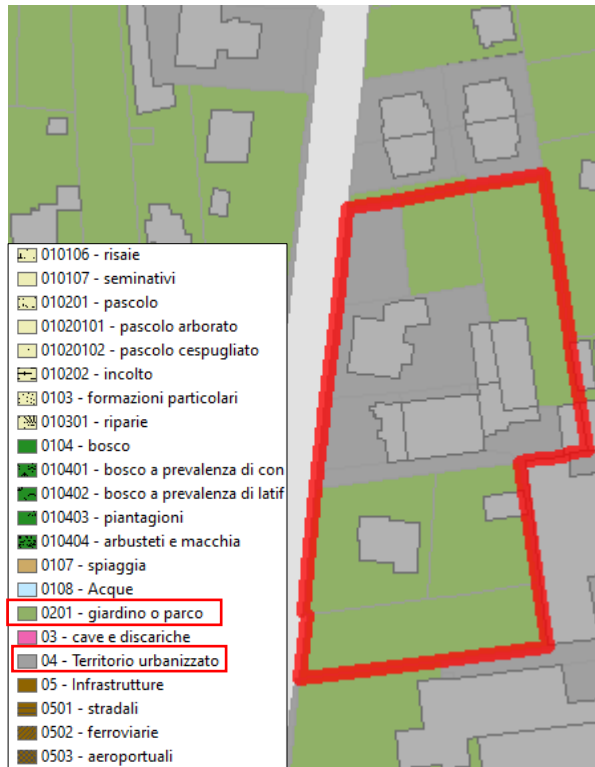 010106 - risaie
010107 - seminativi
010201 - pascolo
01020101 - pascolo arborato
01020102 - pascolo cespugliato
010202 - incolto
0103 - formazioni particolari
010301 - riparie
0104 - bosco
010401 - bosco a prevalenza di con
010402 - bosco a prevalenza di latif
010403 - piantagioni
010404 - arbusteti e macchia
0107 - spiaggia
0108 - Acque
0201 - giardino o parco
03 - cave e discariche
04 - Territorio urbanizzato
05 - Infrastrutture
0501 - stradali
0502 - ferroviarie
0503 - aeroportuali